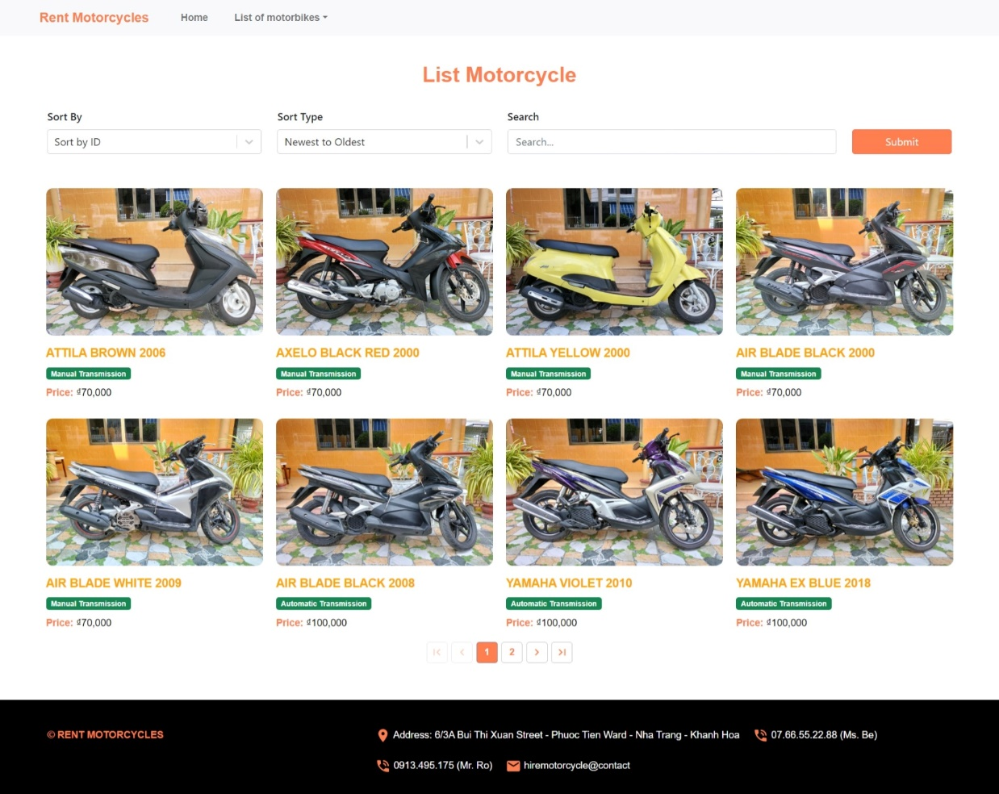 Rent Motorcycles Home List of motorbikes
List Motorcycle
Sort By Sort Type Search
Sort by ID Newest to Oldest Search... Submit
ATTILA BROWN 2006 AXELO BLACK RED 2000 ATTILA YELLOW 2000 AIR BLADE BLACK 2000
Manual Transmission Manual Transmission Manual Transmission Manual Transmission
Price: ₫70,000 Price: ₫70,000 Price: ₫70,000 Price: ₫70,000
AIR BLADE WHITE 2009 AIR BLADE BLACK 2008 YAMAHA VIOLET 2010 YAMAHA EX BLUE 2018
Manual Transmission Automatic Transmission Automatic Transmission Automatic Transmission
Price: ₫70,000 Price: ₫100,000 Price: ₫100,000 Price: ₫100,000
1 2
© RENT MOTORCYCLES Address: 6/3A Bui Thi Xuan Street - Phuoc Tien Ward - Nha Trang - Khanh Hoa 07.66.55.22.88 (Ms. Be)
0913.495.175 (Mr. Ro) hiremotorcycle@contact